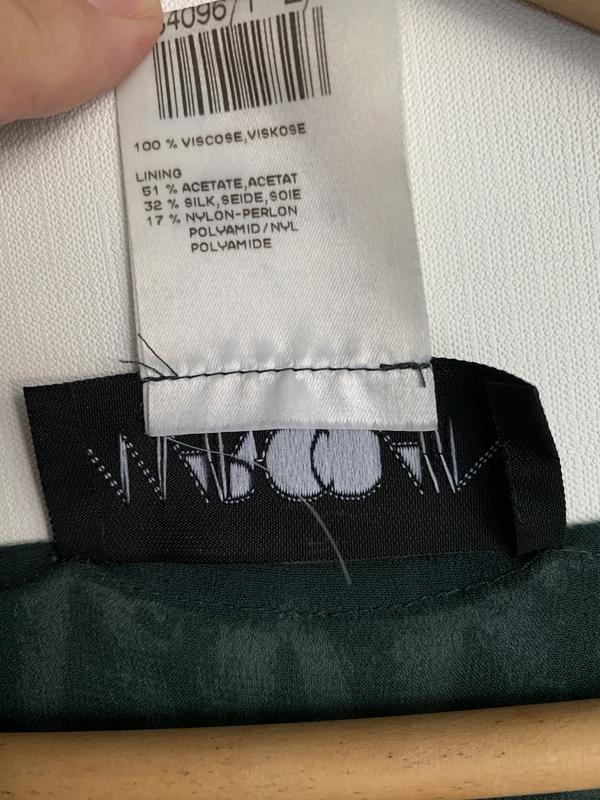 100 % VISCOSE,VISKOSE
LINING
51 % ACETATE,ACETAT
32 % SILK,SEIDE,SOIE
17 % NYLON-PERLON
POLYAMID/NYL
POLYAMIDE